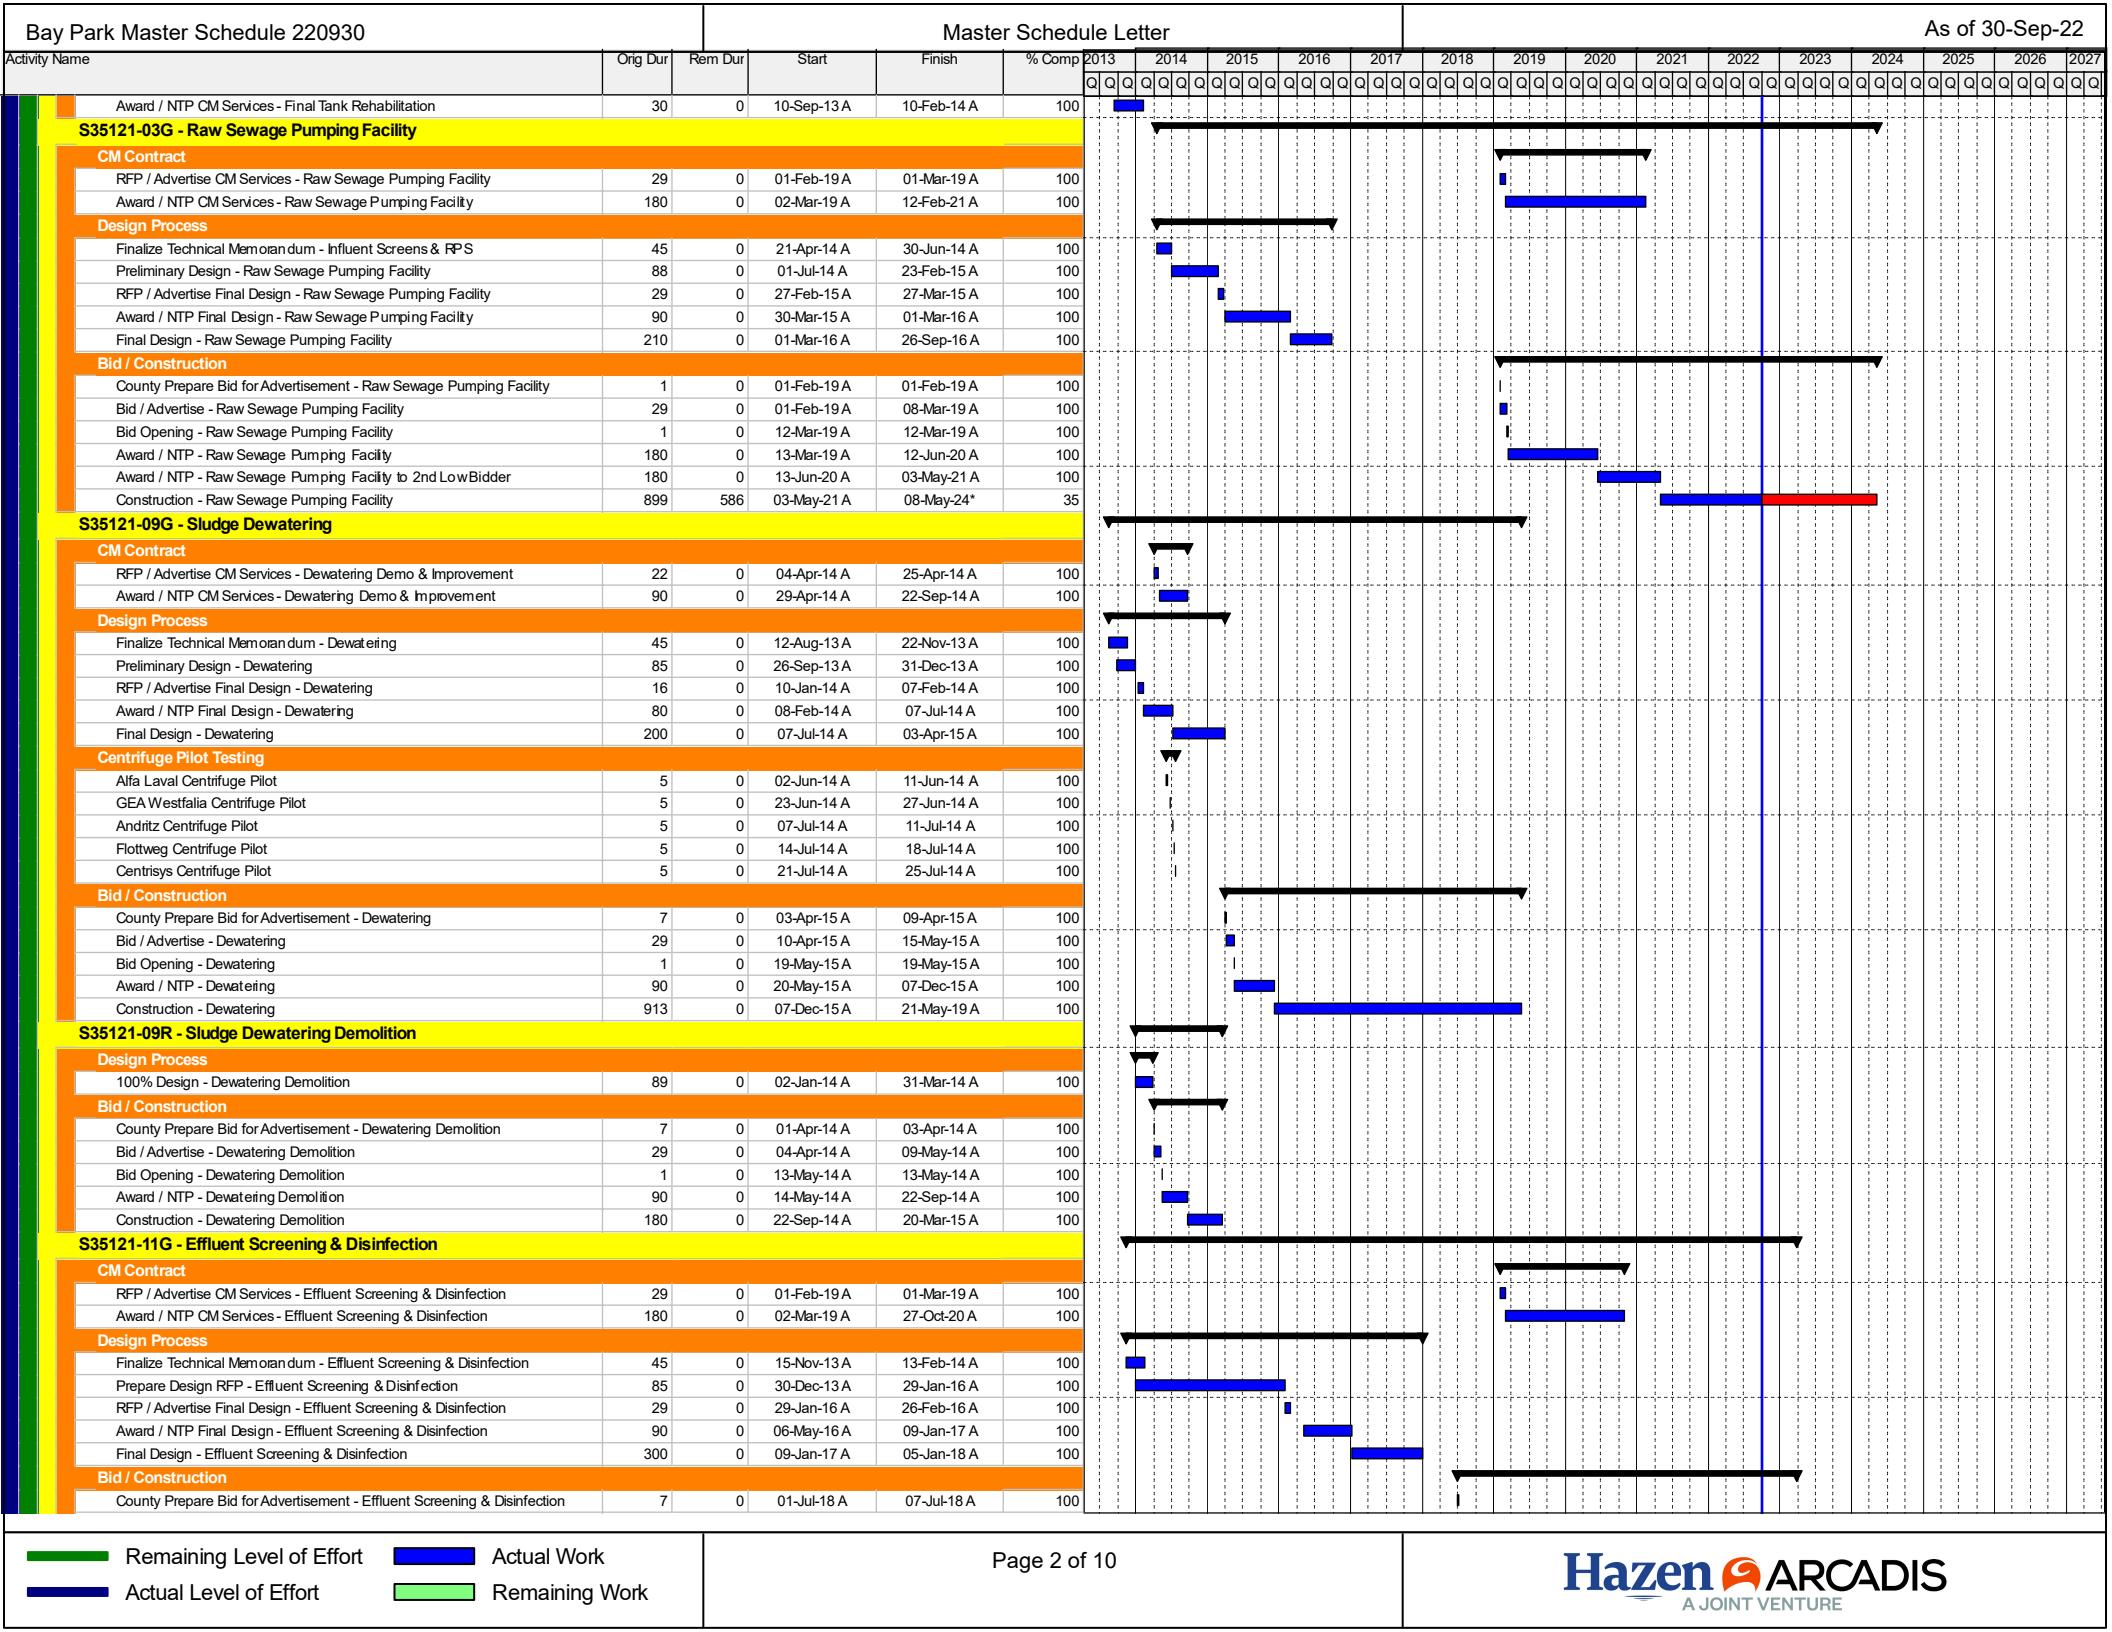 Bay Park Master Schedule 220930
Master Schedule Letter
As of 30-Sep-22
Activity Name Orig Dur Rem Dur Start Finish % Comp 2013 2014 2015 2016 2017 2018 2019 2020 2021 2022 2023 2024 2025 2026 2027
Q Q Q Q Q Q Q Q Q Q Q Q Q Q Q Q Q Q Q Q Q Q Q Q Q Q Q Q Q Q Q Q Q Q Q Q Q Q Q Q Q Q Q Q Q Q Q Q Q Q Q Q Q Q Q Q Q
Award / NTP CM Services - Final Tank Rehabilitation 30 0 10-Sep-13 A 10-Feb-14 A 100
S35121-03G - Raw Sewage Pumping Facility
CM Contract
RFP / Advertise CM Services - Raw Sewage Pumping Facility 29 0 01-Feb-19 A 01-Mar-19 A 100
Award / NTP CM Services - Raw Sewage Pumping Facility 180 0 02-Mar-19 A 12-Feb-21 A 100
Design Process
Finalize Technical Memorandum - Influent Screens & RPS 45 0 21-Apr-14 A 30-Jun-14 A 100
Preliminary Design - Raw Sewage Pumping Facility 88 0 01-Jul-14 A 23-Feb-15 A 100
RFP / Advertise Final Design - Raw Sewage Pumping Facility 29 0 27-Feb-15 A 27-Mar-15 A 100
Award / NTP Final Design - Raw Sewage Pumping Facility 90 0 30-Mar-15 A 01-Mar-16 A 100
Final Design - Raw Sewage Pumping Facility 210 0 01-Mar-16 A 26-Sep-16 A 100
Bid / Construction
County Prepare Bid for Advertisement - Raw Sewage Pumping Facility 1 0 01-Feb-19 A 01-Feb-19 A 100
Bid / Advertise - Raw Sewage Pumping Facility 29 0 01-Feb-19 A 08-Mar-19 A 100
Bid Opening - Raw Sewage Pumping Facility 1 0 12-Mar-19 A 12-Mar-19 A 100
Award / NTP - Raw Sewage Pumping Facility 180 0 13-Mar-19 A 12-Jun-20 A 100
Award / NTP - Raw Sewage Pumping Facility to 2nd Low Bidder 180 0 13-Jun-20 A 03-May-21 A 100
Construction - Raw Sewage Pumping Facility 899 586 03-May-21 A 08-May-24* 35
S35121-09G - Sludge Dewatering
CM Contract
RFP / Advertise CM Services - Dewatering Demo & Improvement 22 0 04-Apr-14 A 25-Apr-14 A 100
Award / NTP CM Services - Dewatering Demo & Improvement 90 0 29-Apr-14 A 22-Sep-14 A 100
Design Process
Finalize Technical Memorandum - Dewatering 45 0 12-Aug-13 A 22-Nov-13 A 100
Preliminary Design - Dewatering 85 0 26-Sep-13 A 31-Dec-13 A 100
RFP / Advertise Final Design - Dewatering 16 0 10-Jan-14 A 07-Feb-14 A 100
Award / NTP Final Design - Dewatering 80 0 08-Feb-14 A 07-Jul-14 A 100
Final Design - Dewatering 200 0 07-Jul-14 A 03-Apr-15 A 100
Centrifuge Pilot Testing
Alfa Laval Centrifuge Pilot 5 0 02-Jun-14 A 11-Jun-14 A 100
GEA Westfalia Centrifuge Pilot 5 0 23-Jun-14 A 27-Jun-14 A 100
Andritz Centrifuge Pilot 5 0 07-Jul-14 A 11-Jul-14 A 100
Flottweg Centrifuge Pilot 5 0 14-Jul-14 A 18-Jul-14 A 100
Centrisys Centrifuge Pilot 5 0 21-Jul-14 A 25-Jul-14 A 100
Bid / Construction
County Prepare Bid for Advertisement - Dewatering 7 0 03-Apr-15 A 09-Apr-15 A 100
Bid / Advertise - Dewatering 29 0 10-Apr-15 A 15-May-15 A 100
Bid Opening - Dewatering 1 0 19-May-15 A 19-May-15 A 100
Award / NTP - Dewatering 90 0 20-May-15 A 07-Dec-15 A 100
Construction - Dewatering 913 0 07-Dec-15 A 21-May-19 A 100
S35121-09R - Sludge Dewatering Demolition
Design Process
100% Design - Dewatering Demolition 89 0 02-Jan-14 A 31-Mar-14 A 100
Bid / Construction
County Prepare Bid for Advertisement - Dewatering Demolition 7 0 01-Apr-14 A 03-Apr-14 A 100
Bid / Advertise - Dewatering Demolition 29 0 04-Apr-14 A 09-May-14 A 100
Bid Opening - Dewatering Demolition 1 0 13-May-14 A 13-May-14 A 100
Award / NTP - Dewatering Demolition 90 0 14-May-14 A 22-Sep-14 A 100
Construction - Dewatering Demolition 180 0 22-Sep-14 A 20-Mar-15 A 100
S35121-11G - Effluent Screening & Disinfection
CM Contract
RFP / Advertise CM Services - Effluent Screening & Disinfection 29 0 01-Feb-19 A 01-Mar-19 A 100
Award / NTP CM Services - Effluent Screening & Disinfection 180 0 02-Mar-19 A 27-Oct-20 A 100
Design Process
Finalize Technical Memorandum - Effluent Screening & Disinfection 45 0 15-Nov-13 A 13-Feb-14 A 100
Prepare Design RFP - Effluent Screening & Disinfection 85 0 30-Dec-13 A 29-Jan-16 A 100
RFP / Advertise Final Design - Effluent Screening & Disinfection 29 0 29-Jan-16 A 26-Feb-16 A 100
Award / NTP Final Design - Effluent Screening & Disinfection 90 0 06-May-16 A 09-Jan-17 A 100
Final Design - Effluent Screening & Disinfection 300 0 09-Jan-17 A 05-Jan-18 A 100
Bid / Construction
County Prepare Bid for Advertisement - Effluent Screening & Disinfection 7 0 01-Jul-18 A 07-Jul-18 A 100
Remaining Level of Effort Actual Work
Actual Level of Effort Remaining Work
Page 2 of 10
Hazen ARCADIS
A JOINT VENTURE